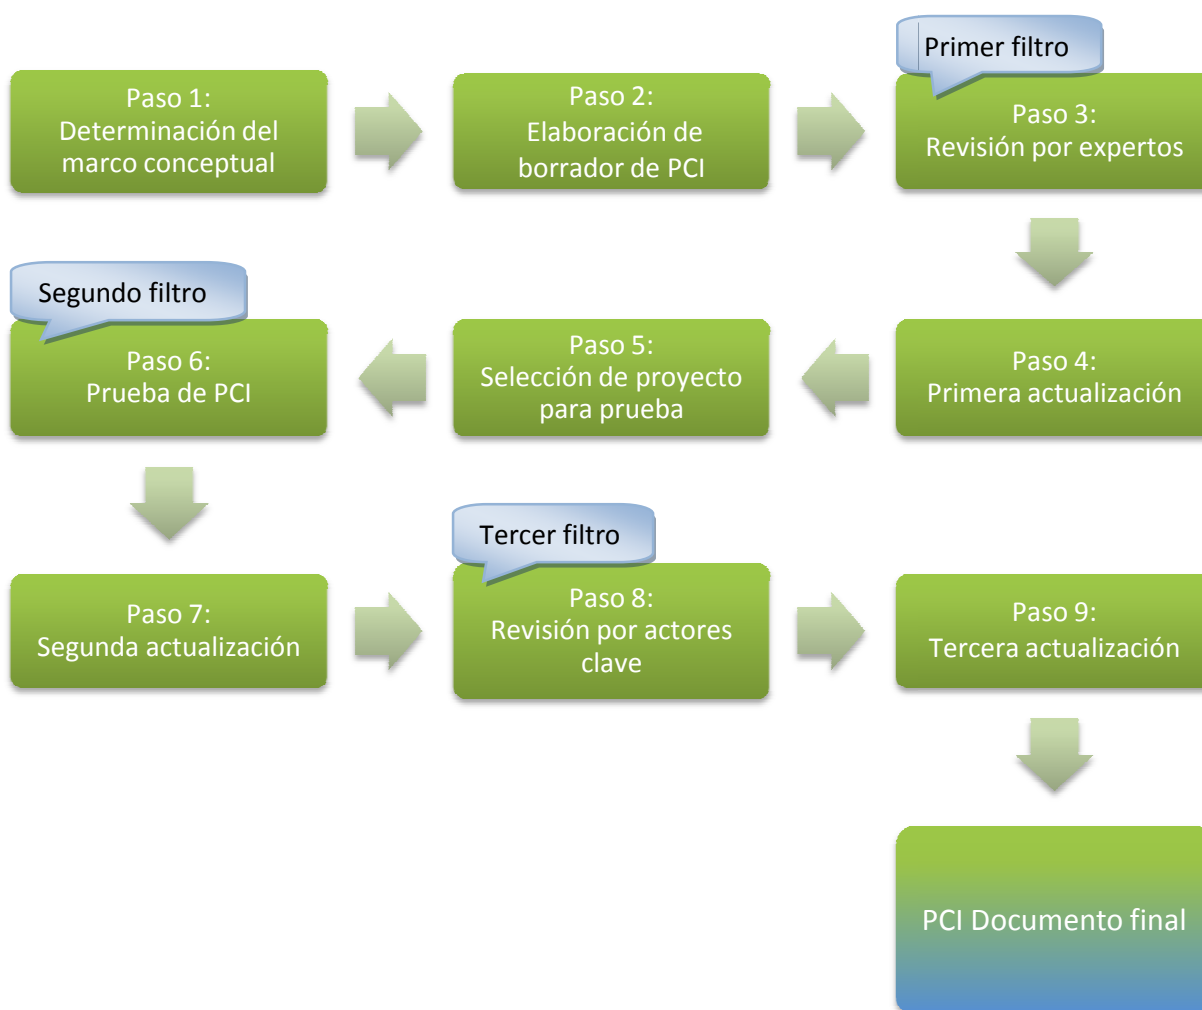 Paso 1:
Determinación del
marco conceptual
Paso 2:
Elaboración de
borrador de PCI
Primer filtro
Paso 3:
Revisión por expertos
Paso 4:
Primera actualización
Paso 5:
Selección de proyecto
para prueba
Segundo filtro
Paso 6:
Prueba de PCI
Paso 7:
Segunda actualización
Tercer filtro
Paso 8:
Revisión por actores
clave
Paso 9:
Tercera actualización
PCI Documento final